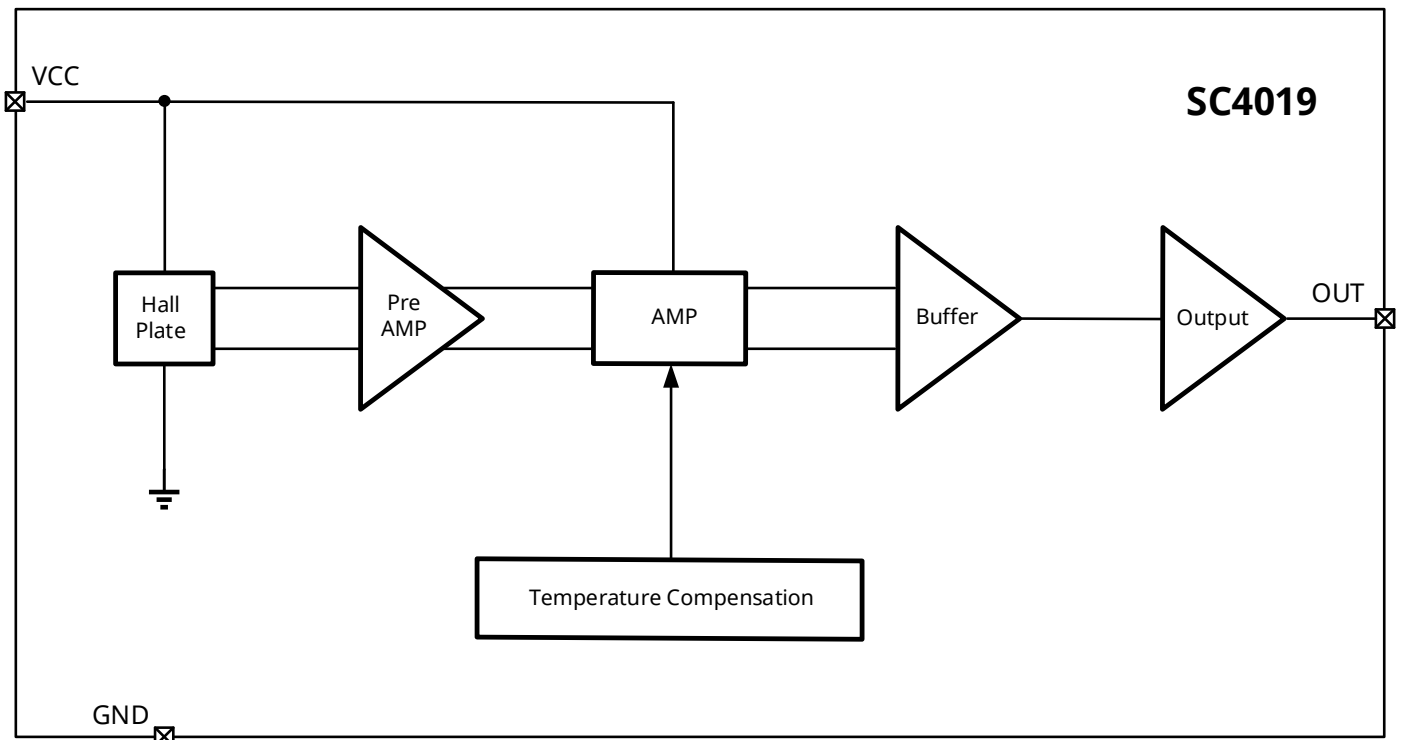 VCC
SC4019
OUT
Hall
Plate
Pre
AMP
AMP
Buffer
Output
Temperature Compensation
GND